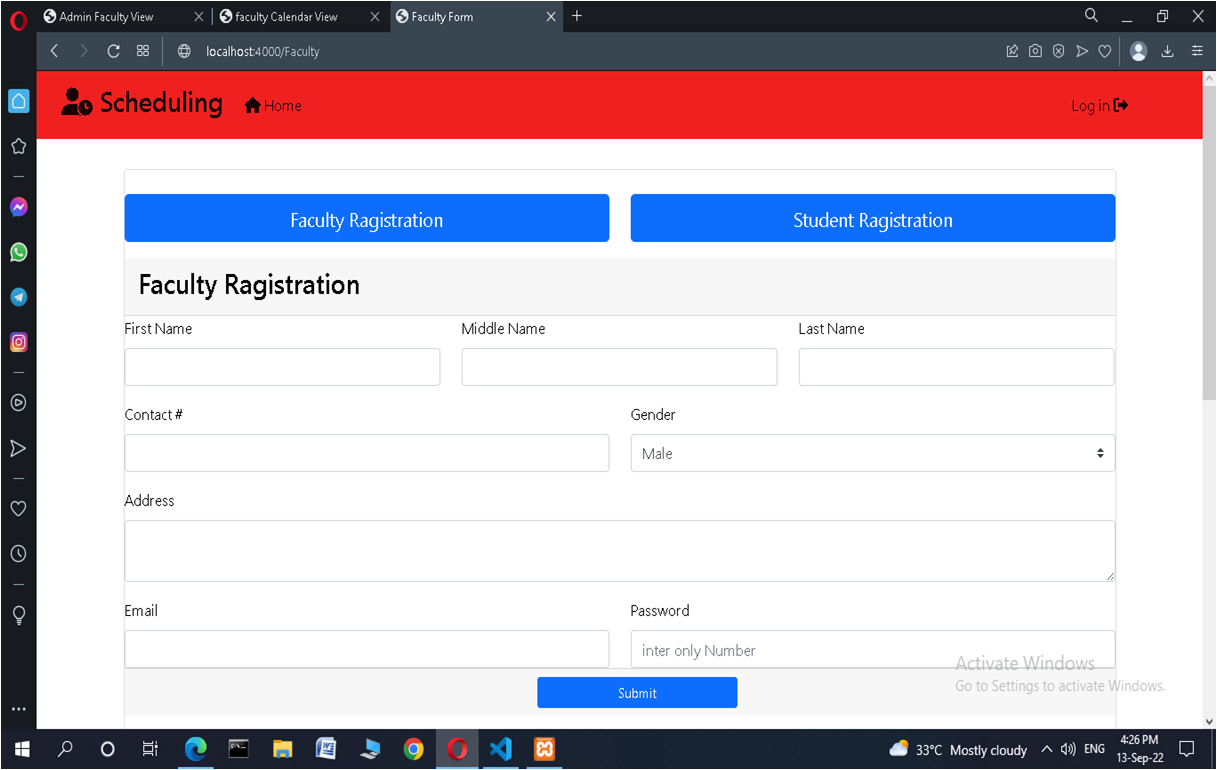 Admin Faculty View
faculty Calendar View
Faculty Form
localhost:4000/Faculty
Scheduling
Home
Log in
Faculty Ragistration
Student Ragistration
Faculty Ragistration
First Name
Middle Name
Last Name
Contact #
Gender
Male
Address
Email
Password
inter only Number
Activate Windows
Go to Settings to activate Windows.
Submit
33°C Mostly cloudy
ENG
4:26 PM
13-Sep-22